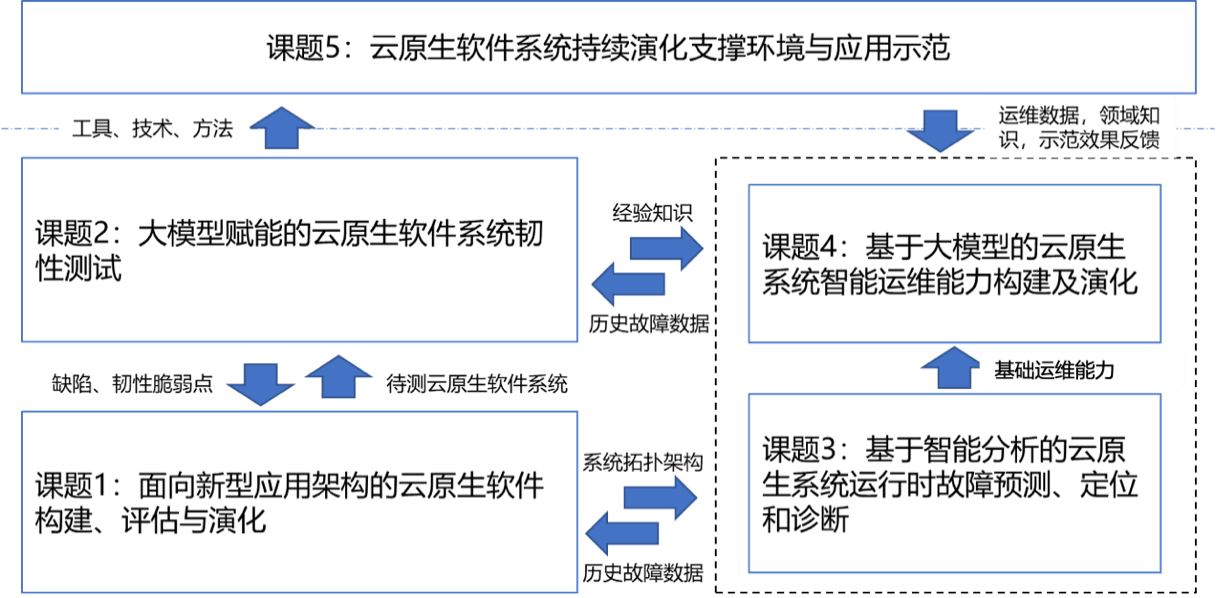 课题5：云原生软件系统持续演化支撑环境与应用示范
工具、技术、方法
运维数据，领域知
识，示范效果反馈
课题2：大模型赋能的云原生软件系统韧
性测试
经验知识
历史故障数据
课题4：基于大模型的云原生
系统智能运维能力构建及演化
缺陷、韧性脆弱点
待测云原生软件系统
基础运维能力
课题1：面向新型应用架构的云原生软件
构建、评估与演化
系统拓扑架构
历史故障数据
课题3：基于智能分析的云原
生系统运行时故障预测、定位
和诊断